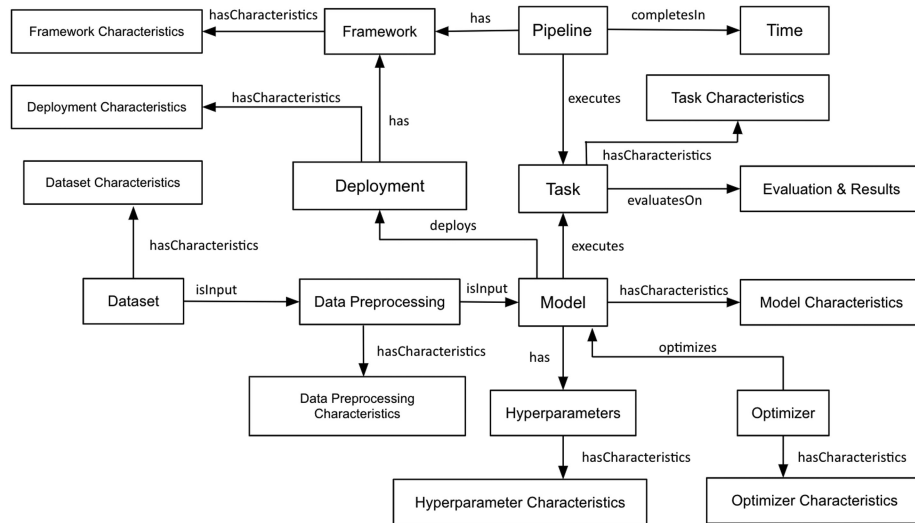 hasCharacteristics
has
completesIn
Framework Characteristics
Framework
Pipeline
Time
executes
Deployment Characteristics
hasCharacteristics
has
Task Characteristics
hasCharacteristics
Dataset Characteristics
Deployment
Task
evaluatesOn
Evaluation & Results
deploys
executes
hasCharacteristics
Dataset
isInput
Data Preprocessing
isInput
Model
hasCharacteristics
Model Characteristics
hasCharacteristics
has
optimizes
Data Preprocessing
Characteristics
Hyperparameters
Optimizer
hasCharacteristics
hasCharacteristics
Hyperparameter Characteristics
Optimizer Characteristics